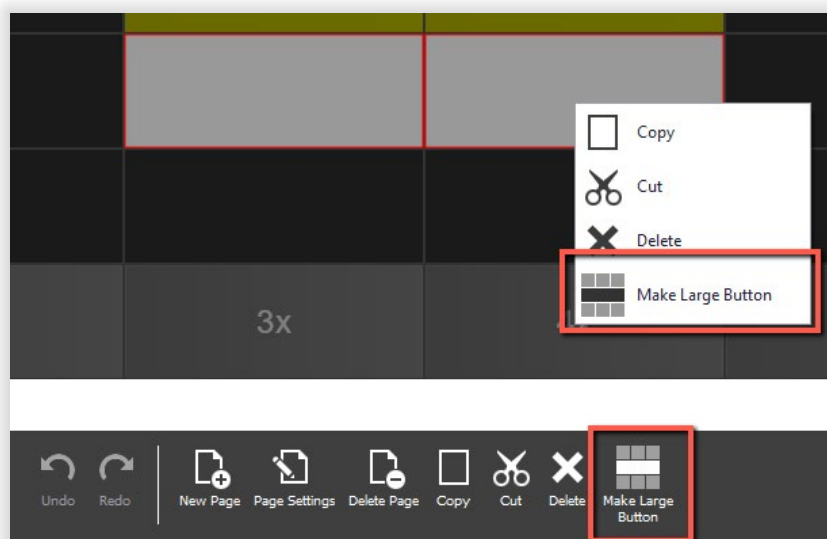 Copy
Cut
Delete
Make Large Button
3x
Undo
Redo
New Page
Page Settings
Delete Page
Copy
Cut
Delete
Make Large
Button